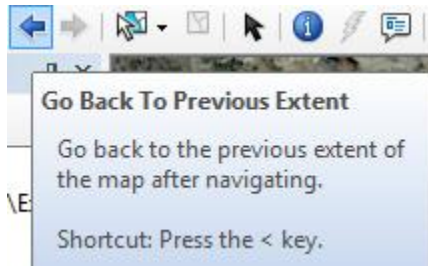 Go Back To Previous Extent
Go back to the previous extent of
the map after navigating.
\E
Shortcut: Press the < key.